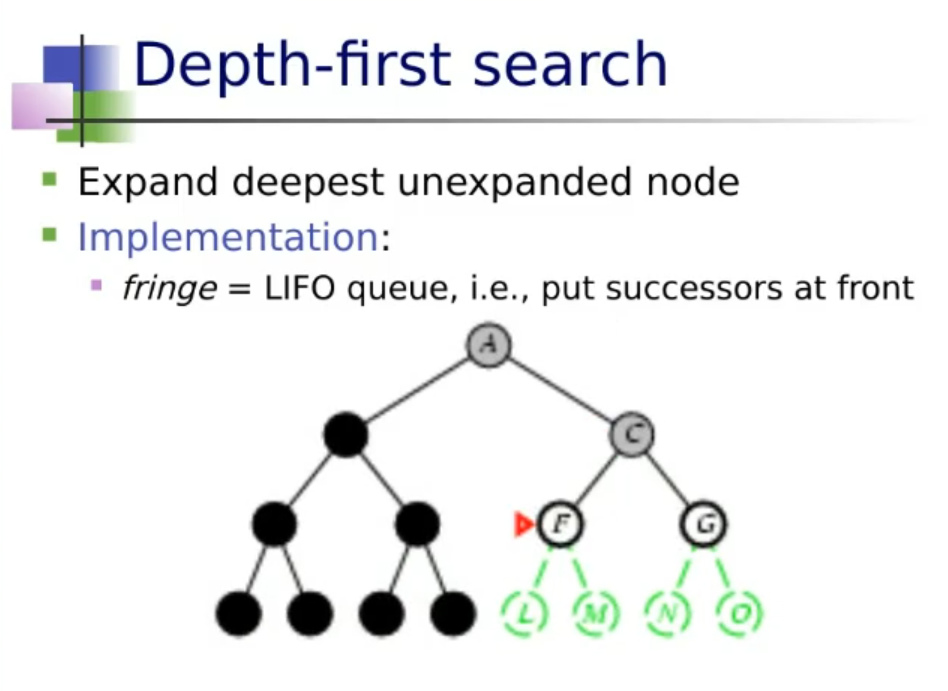 Depth-first search
Expand deepest unexpanded node
Implementation:
fringe = LIFO queue, i.e., put successors at front
A
C
F G
L M N O